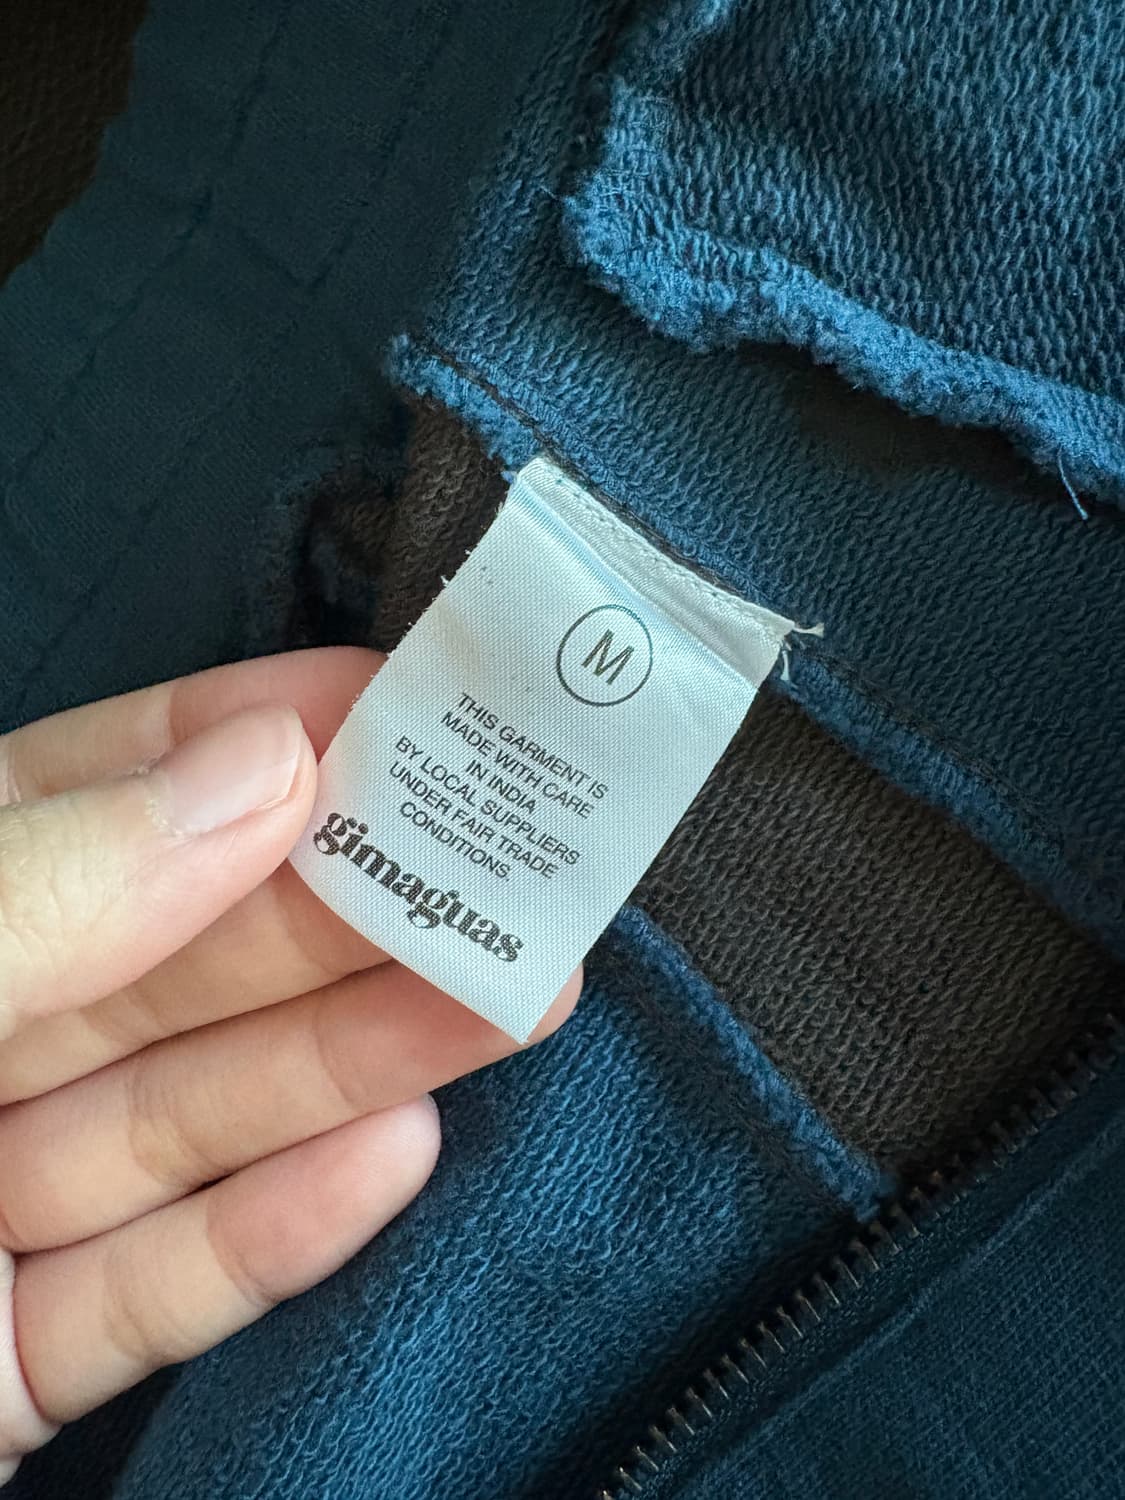 M
THIS GARMENT IS
MADE WITH CARE
IN INDIA
BY LOCAL SUPPLIERS
UNDER FAIR TRADE
CONDITIONS.
gimaguas